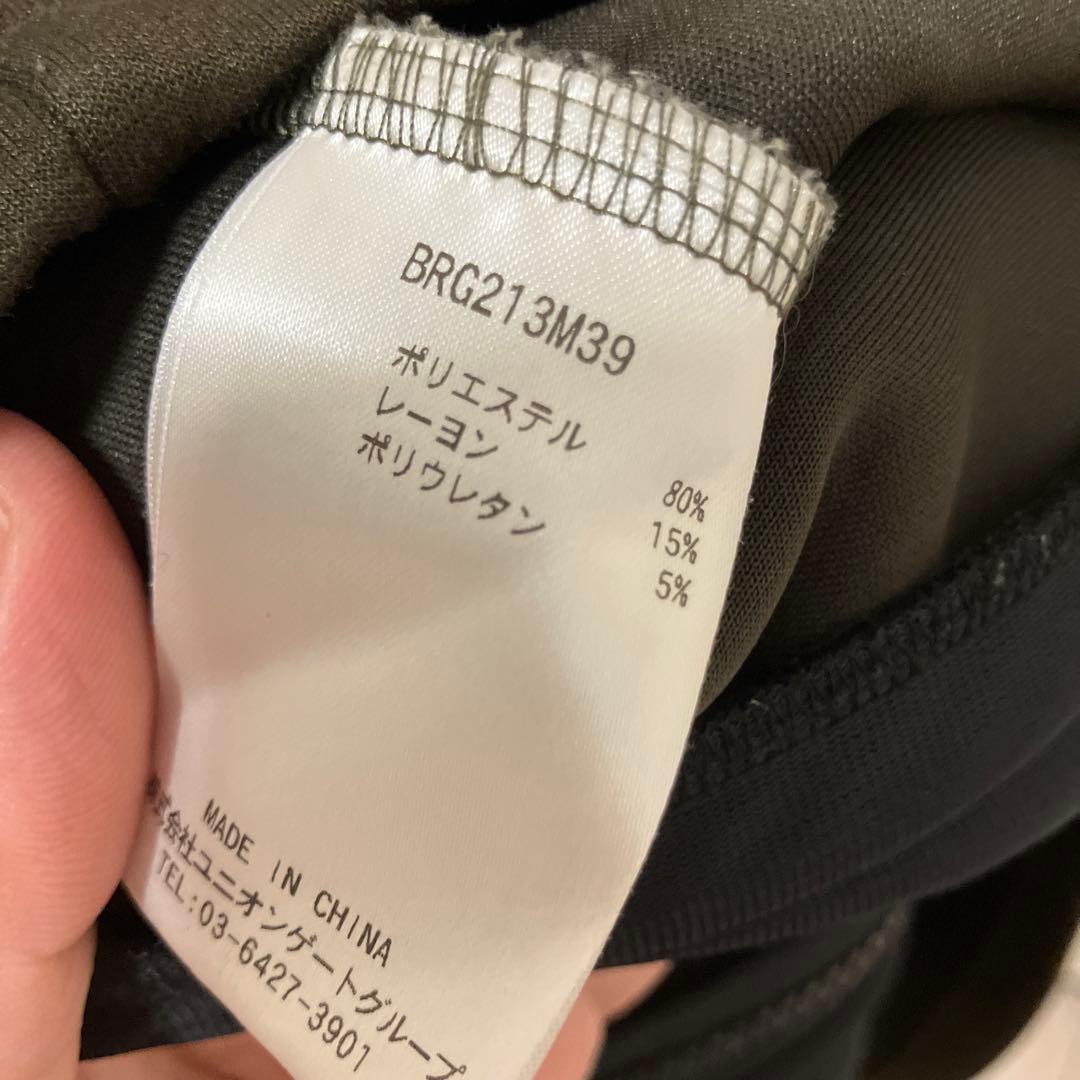 BRG213M39
ポリエステル 80%
レーヨン 15%
ポリウレタン 5%
MADE IN CHINA
株式会社ユニオンゲートグループ
TEL:03-6427-3901